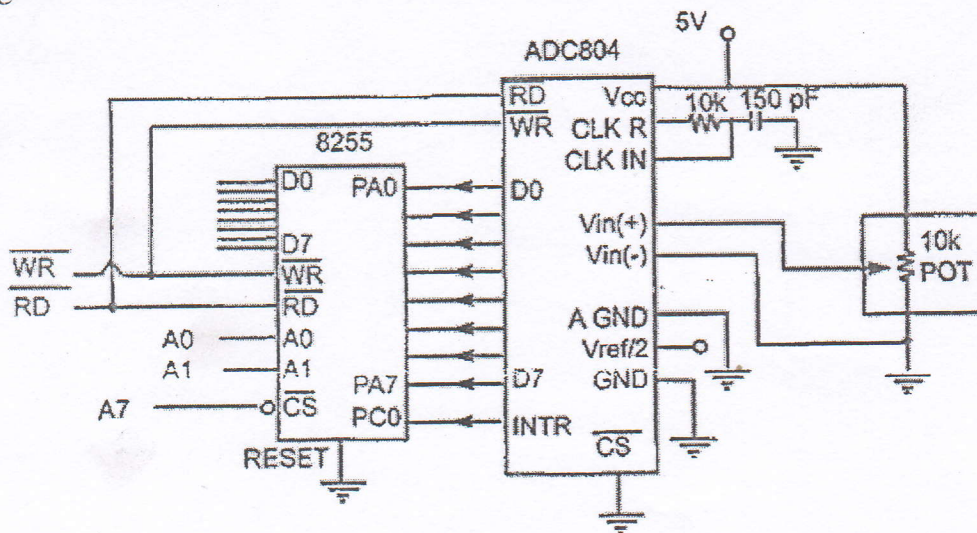 5V
ADC804
RD
WR
Vcc
10k
150 pF
CLK R
CLK IN
8255
D0
PA0
D0
Vin(+)
Vin(-)
10k
POT
D7
WR
WR
RD
RD
A0
A0
A1
A1
A7
CS
PA7
PC0
A GND
Vref/2
D7
GND
INTR
CS
RESET